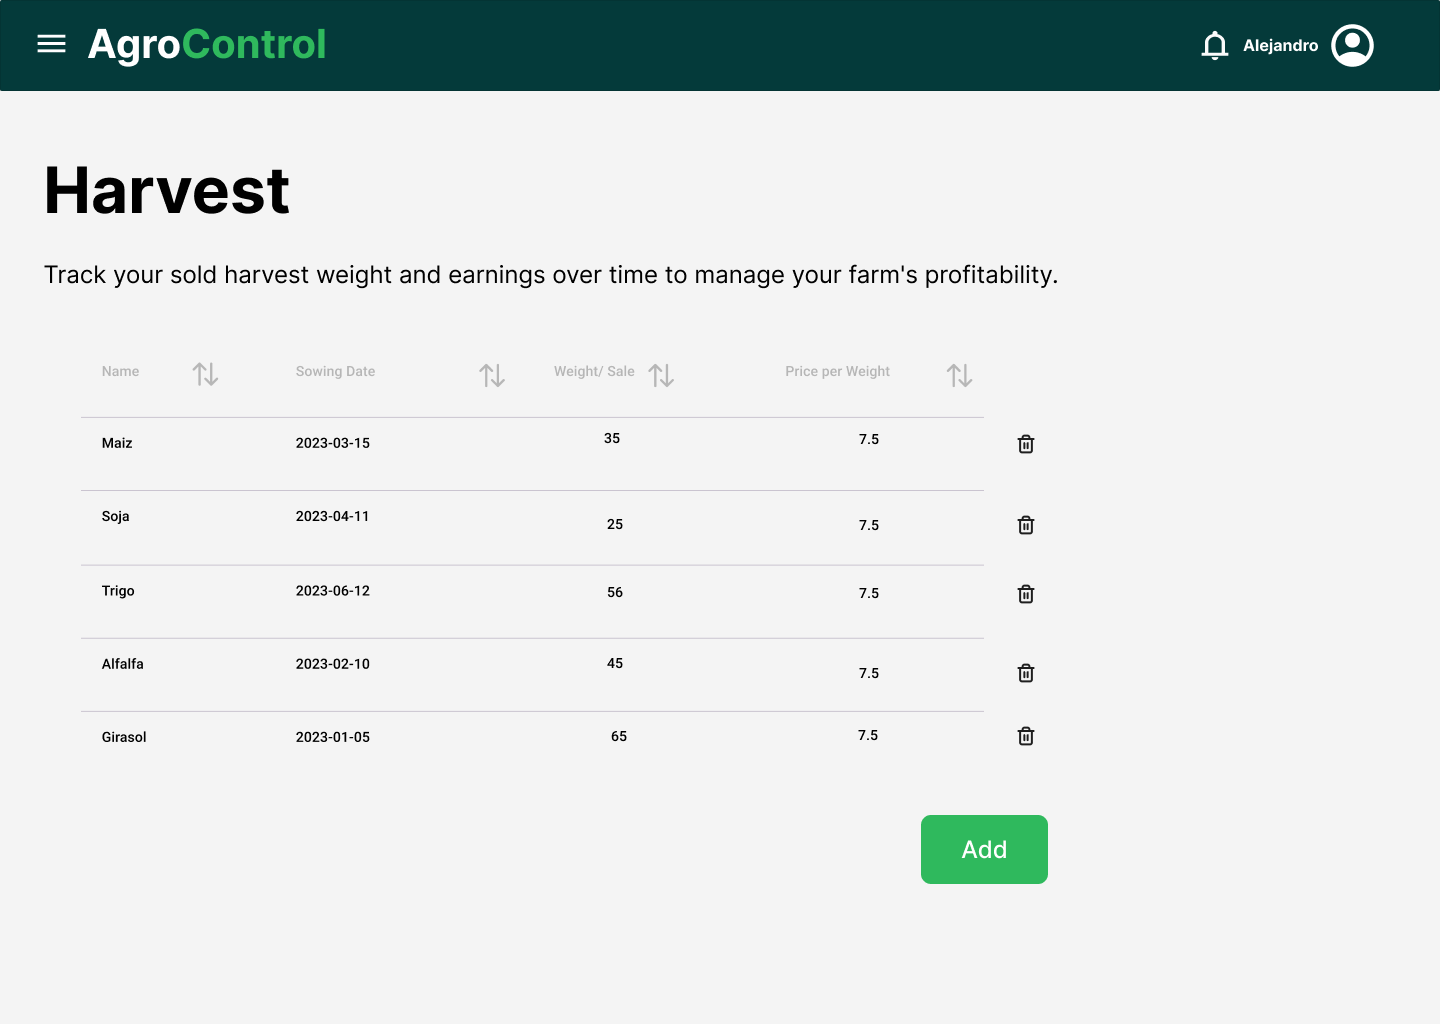 AgroControl Alejandro
Harvest
Track your sold harvest weight and earnings over time to manage your farm's profitability.
Name Sowing Date Weight/ Sale Price per Weight
Maiz 2023-03-15 35 7.5
Soja 2023-04-11 25 7.5
Trigo 2023-06-12 56 7.5
Alfalfa 2023-02-10 45 7.5
Girasol 2023-01-05 65 7.5
Add